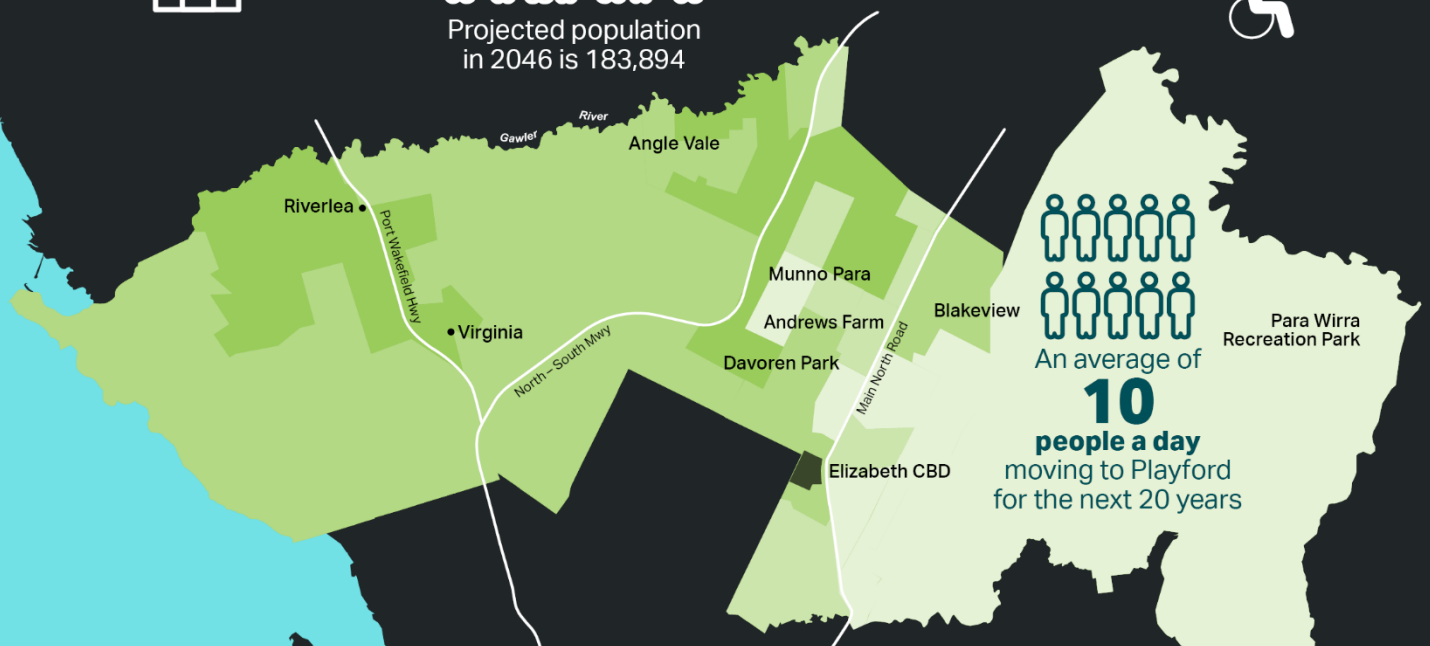 Projected population
in 2046 is 183,894
Gawler River
Angle Vale
Riverlea
Port Wakefield Hwy
Virginia
North – South Mwy
Munno Para
Andrews Farm
Davoren Park
Main North Road
Blakeview
Elizabeth CBD
Para Wirra
Recreation Park
An average of
10
people a day
moving to Playford
for the next 20 years